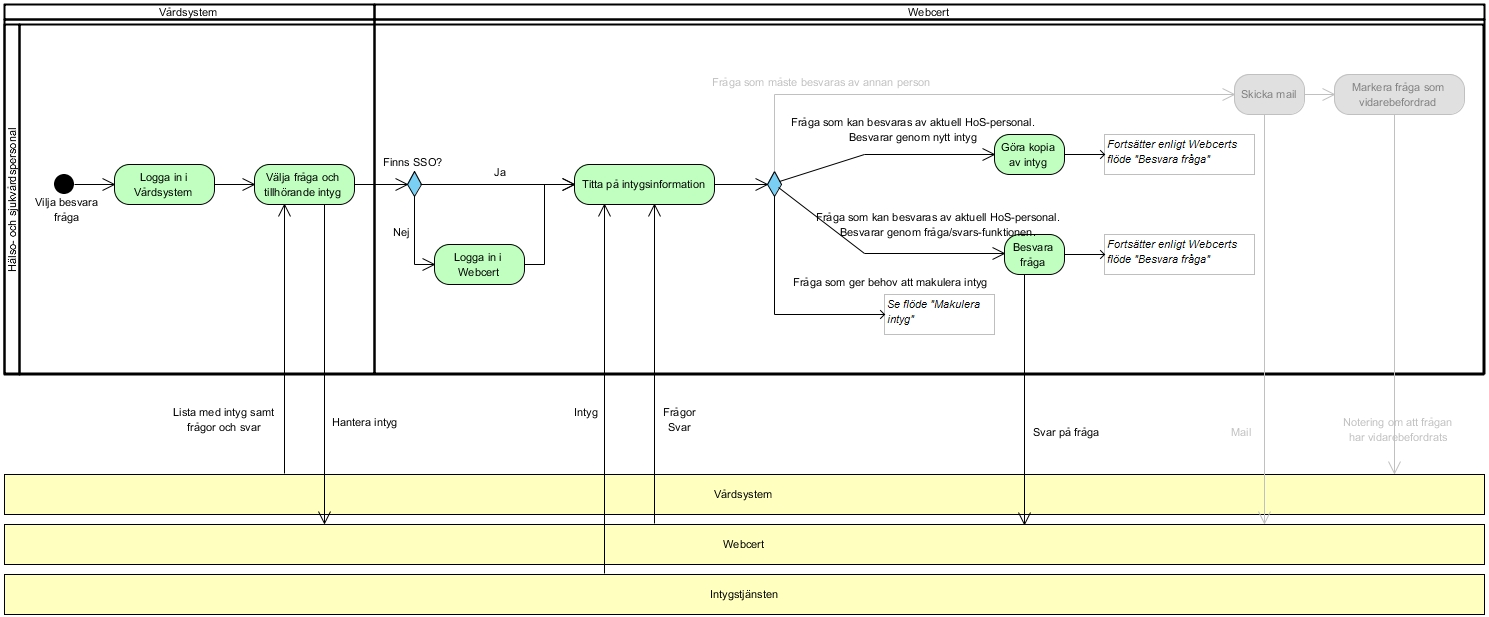 Vårdsystem
Webcert
Hälso- och sjukvårdspersonal
Vilja besvara
fråga
Logga in i
Vårdsystem
Välja fråga och
tillhörande intyg
Finns SSO?
Ja
Nej
Logga in i
Webcert
Titta på intygsinformation
Fråga som måste besvaras av annan person
Skicka mail
Markera fråga som
vidarebefordrad
Fråga som kan besvaras av aktuell HoS-personal.
Besvarar genom nytt intyg
Göra kopia
av intyg
Fortsätter enligt Webcerts
flöde "Besvara fråga"
Fråga som kan besvaras av aktuell HoS-personal.
Besvarar genom fråga/svars-funktionen.
Besvara
fråga
Fortsätter enligt Webcerts
flöde "Besvara fråga"
Fråga som ger behov att makulera intyg
Se flöde "Makulera
intyg"
Lista med intyg samt
frågor och svar
Hantera intyg
Intyg
Frågor
Svar
Svar på fråga
Mail
Notering om att frågan
har vidarebefordrats
Vårdsystem
Webcert
Intygstjänsten